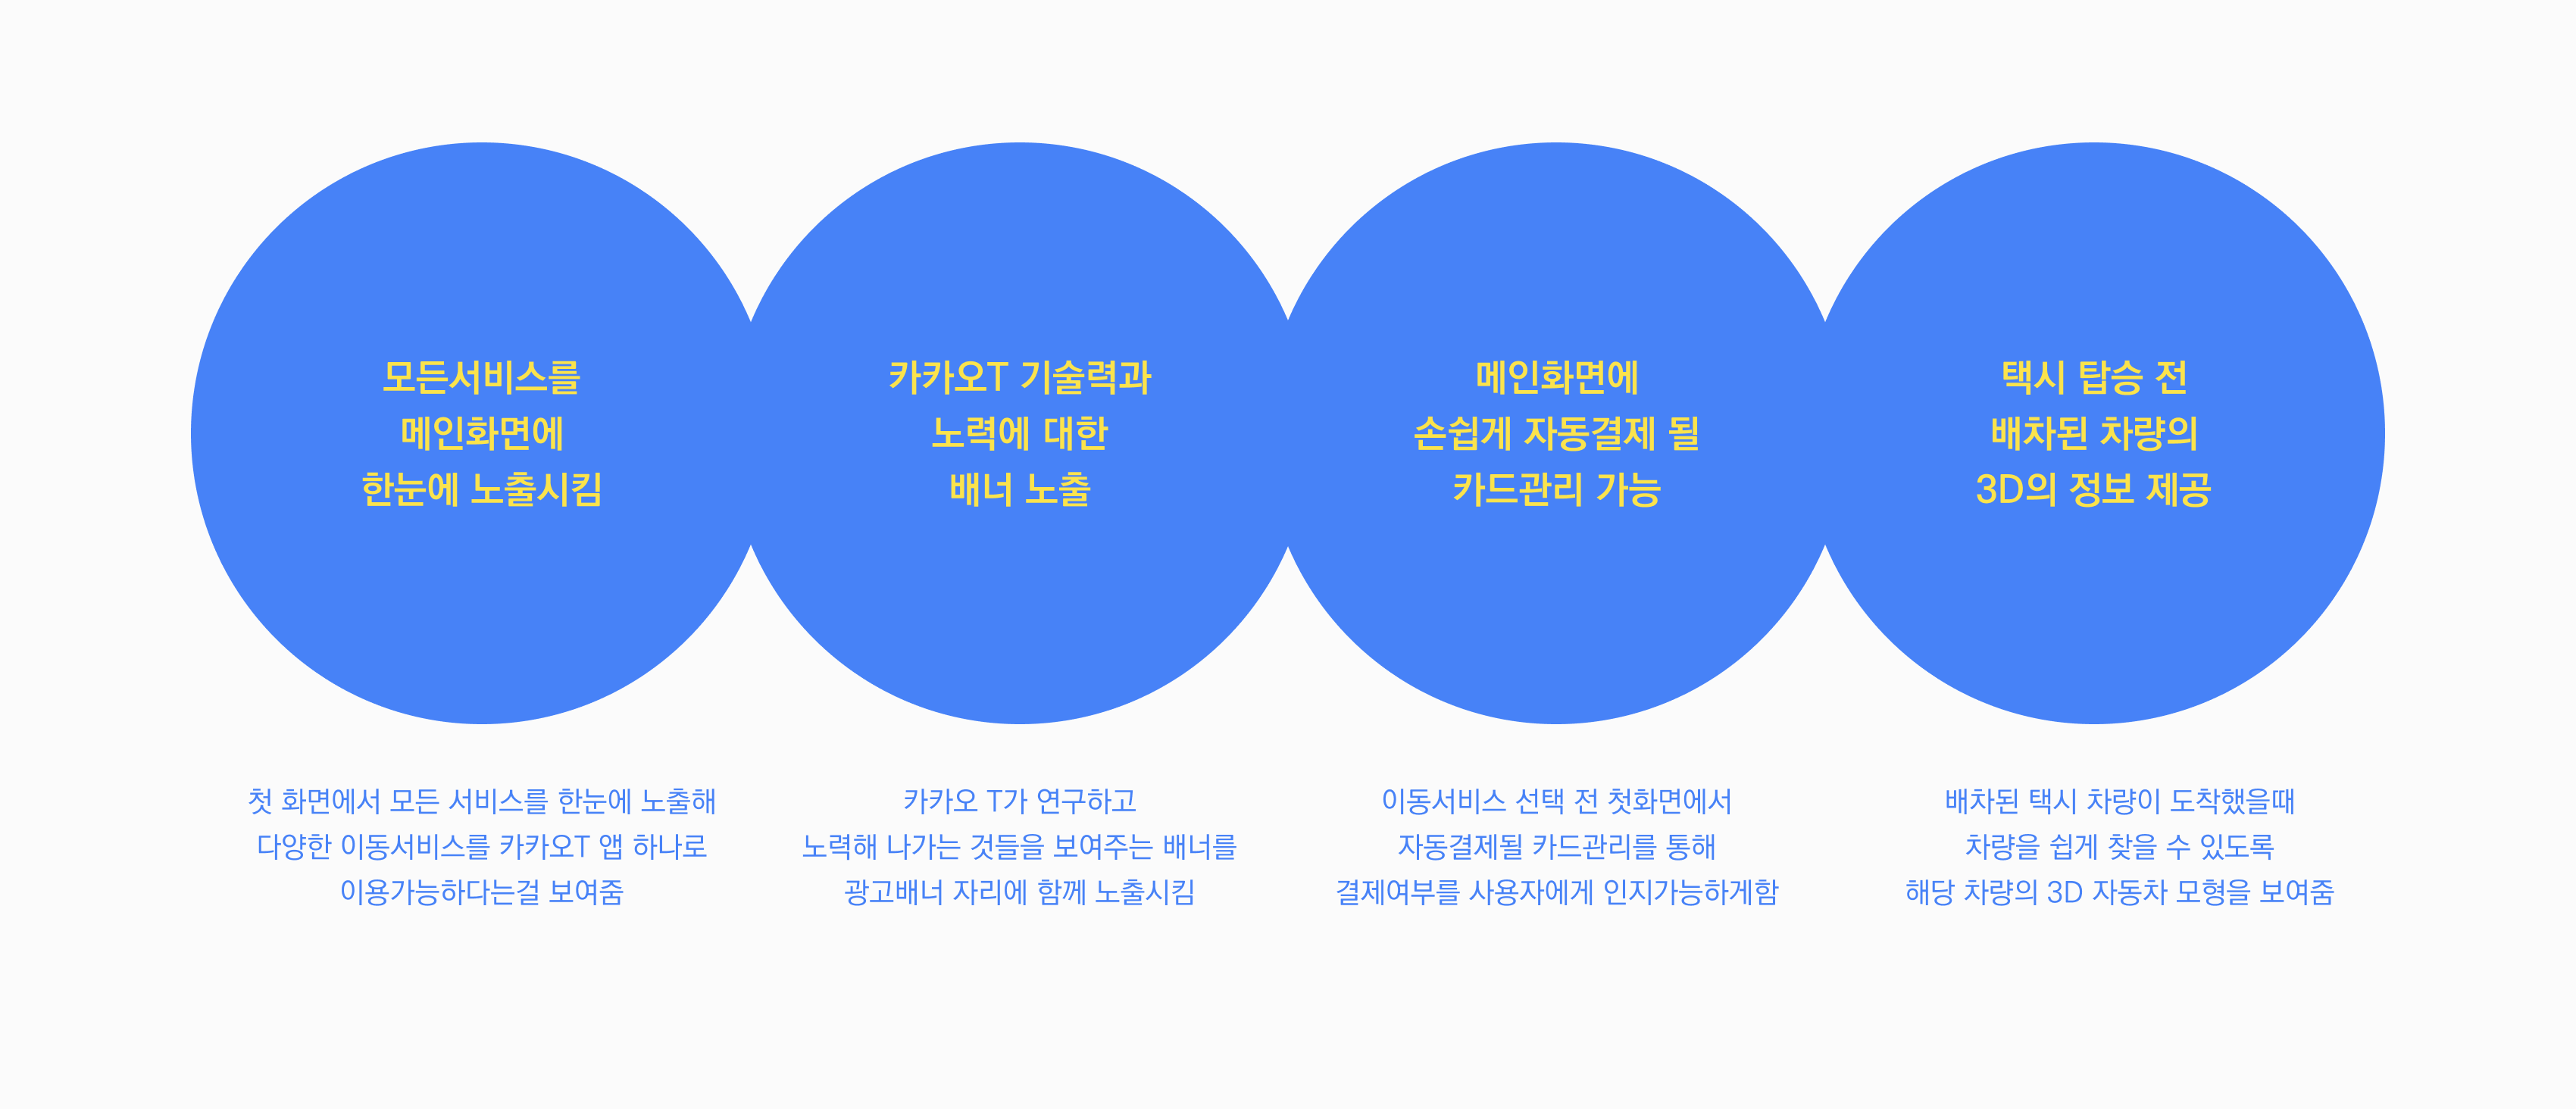 모든서비스를
메인화면에
한눈에 노출시킴
카카오T 기술력과
노력에 대한
배너 노출
메인화면에
손쉽게 자동결제 될
카드관리 가능
택시 탑승 전
배차된 차량의
3D의 정보 제공
첫 화면에서 모든 서비스를 한눈에 노출해
다양한 이동서비스를 카카오T 앱 하나로
이용가능하다는걸 보여줌
카카오 T가 연구하고
노력해 나가는 것들을 보여주는 배너를
광고배너 자리에 함께 노출시킴
이동서비스 선택 전 첫화면에서
자동결제될 카드관리를 통해
결제여부를 사용자에게 인지가능하게함
배차된 택시 차량이 도착했을때
차량을 쉽게 찾을 수 있도록
해당 차량의 3D 자동차 모형을 보여줌